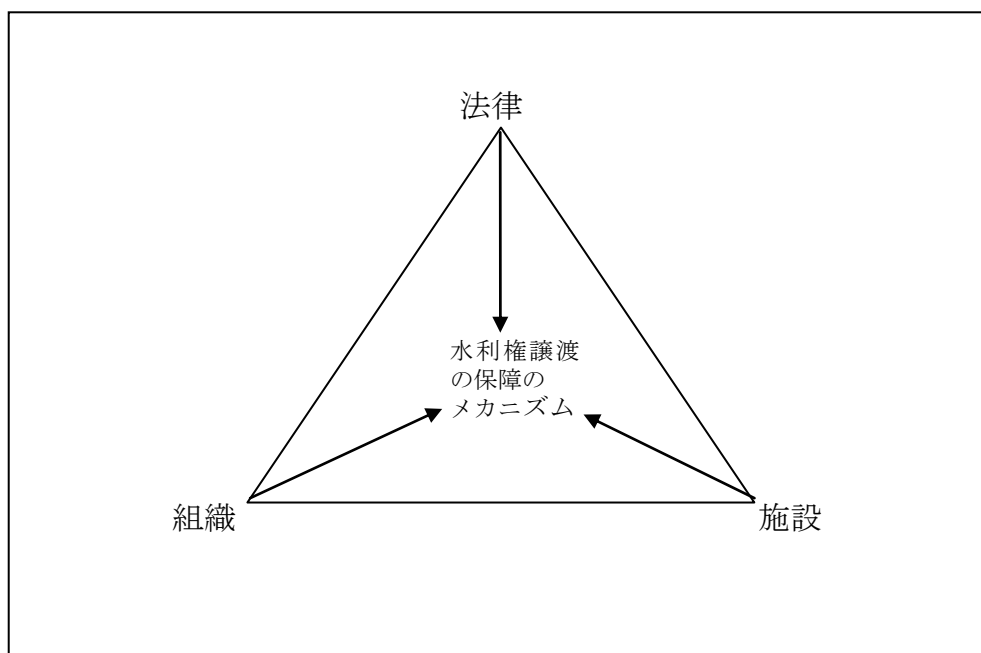 法律
水利権譲渡
の保障の
メカニズム
組織
施設